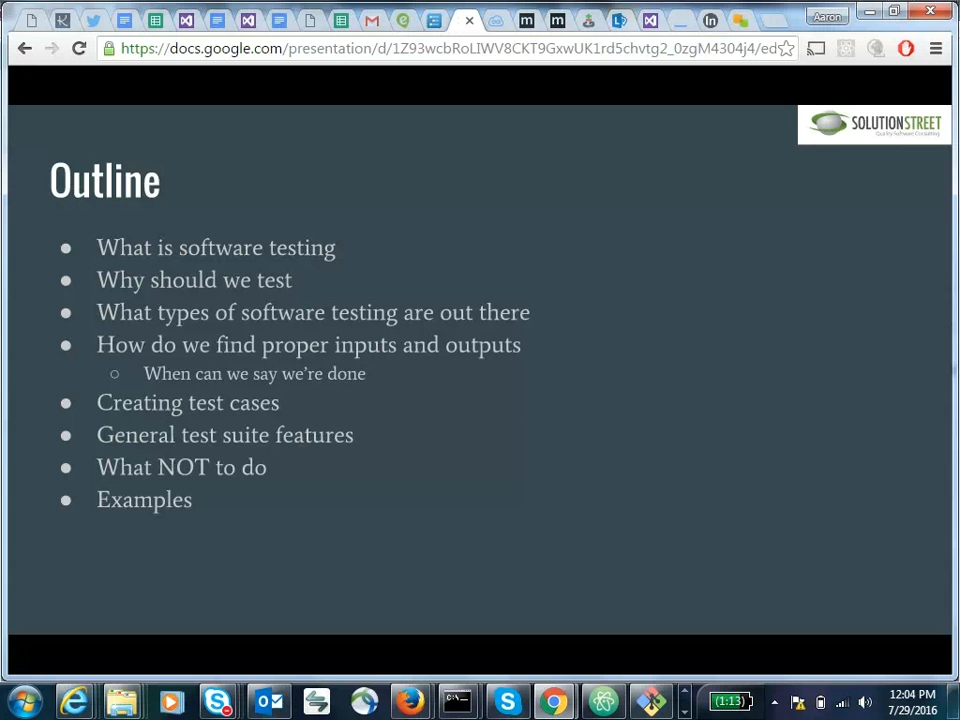 Aaron
https://docs.google.com/presentation/d/1Z93wcbRoLIWV8CKT9GxwUK1rd5chvtg2_0zgM4304j4/ed
SOLUTIONSTREET
Quality Software Consulting
Outline
What is software testing
Why should we test
What types of software testing are out there
How do we find proper inputs and outputs
When can we say we're done
Creating test cases
General test suite features
What NOT to do
Examples
(1:13)
12:04 PM
7/29/2016